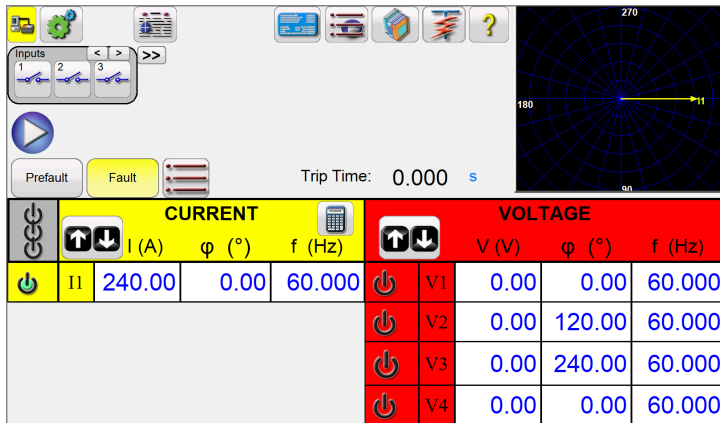 270
?
Inputs < > >>
1 2 3
180
I1
Prefault Fault Trip Time: 0.000 s
90
CURRENT VOLTAGE
I (A) φ (°) f (Hz) V (V) φ (°) f (Hz)
I1 240.00 0.00 60.000 V1 0.00 0.00 60.000
V2 0.00 120.00 60.000
V3 0.00 240.00 60.000
V4 0.00 0.00 60.000